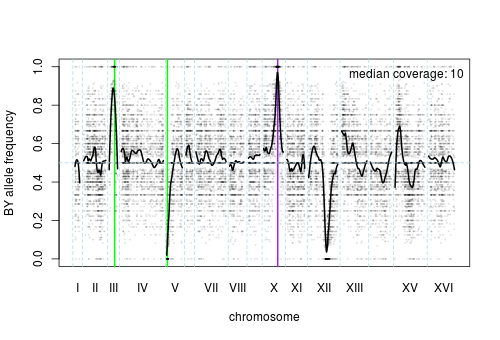 median coverage: 10
BY allele frequency
1.0
0.8
0.6
0.4
0.2
0.0
I II III IV V VII VIII X XI XII XIII XV XVI
chromosome